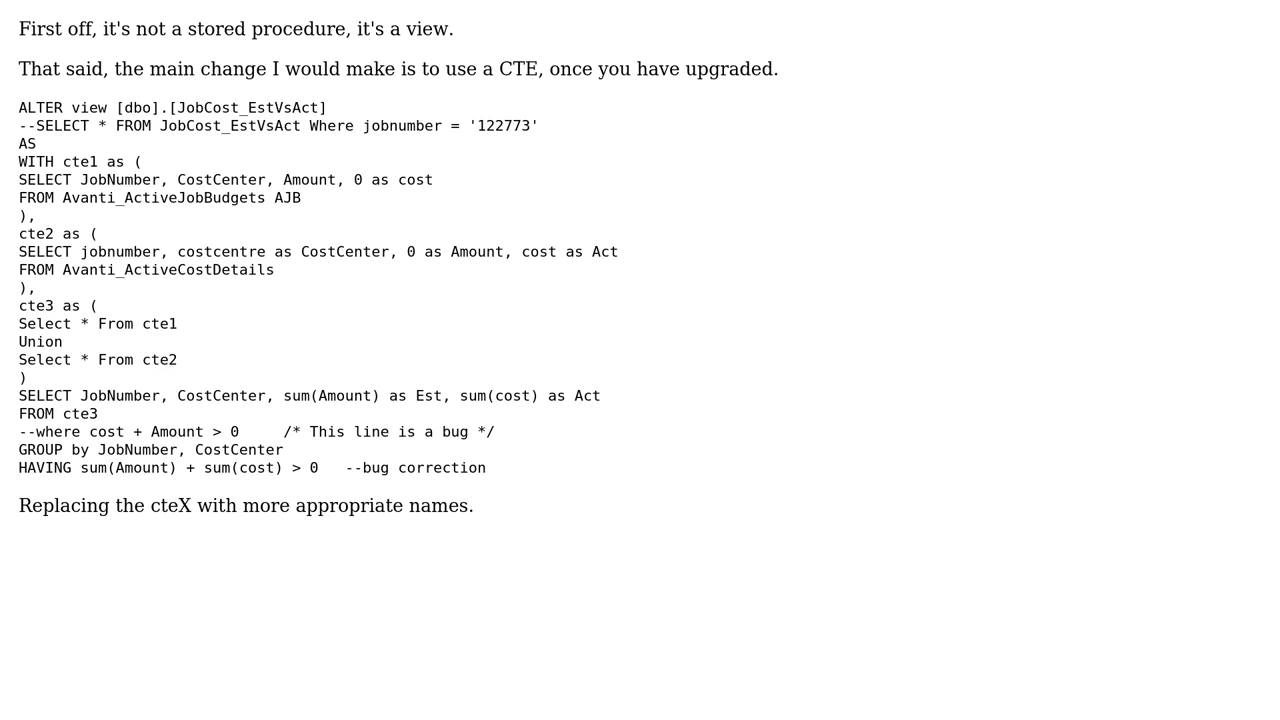 First off, it's not a stored procedure, it's a view.
That said, the main change I would make is to use a CTE, once you have upgraded.
ALTER view [dbo].[JobCost_EstVsAct]
--SELECT * FROM JobCost_EstVsAct Where jobnumber = '122773'
AS
WITH cte1 as (
SELECT JobNumber, CostCenter, Amount, 0 as cost
FROM Avanti_ActiveJobBudgets AJB
),
cte2 as (
SELECT jobnumber, costcentre as CostCenter, 0 as Amount, cost as Act
FROM Avanti_ActiveCostDetails
),
cte3 as (
Select * From cte1
Union
Select * From cte2
)
SELECT JobNumber, CostCenter, sum(Amount) as Est, sum(cost) as Act
FROM cte3
--where cost + Amount > 0     /* This line is a bug */
GROUP by JobNumber, CostCenter
HAVING sum(Amount) + sum(cost) > 0   --bug correction
Replacing the cteX with more appropriate names.